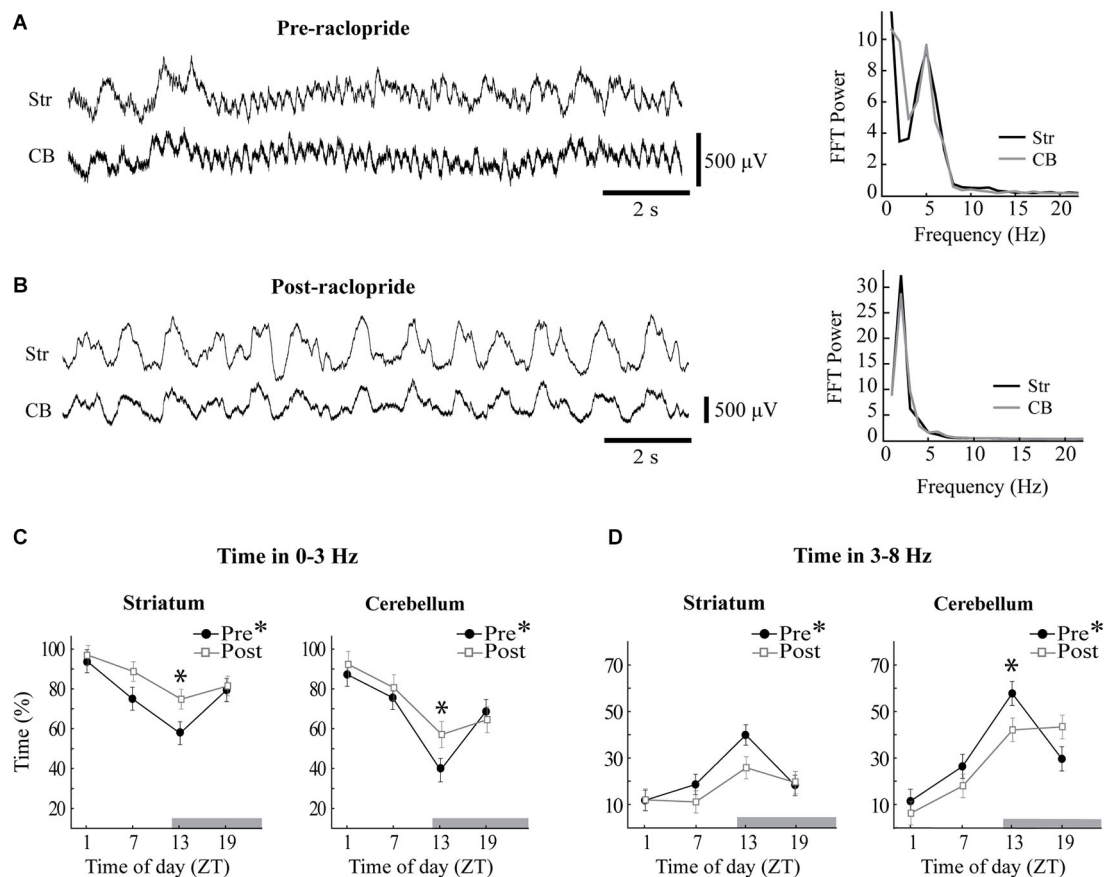 A
Pre-raclopride
Str
CB
500 µV
2 s
10
8
6
4
2
0
FFT Power
Str
CB
0 5 10 15 20
Frequency (Hz)
B
Post-raclopride
Str
CB
500 µV
2 s
30
25
20
15
10
5
0
FFT Power
Str
CB
0 5 10 15 20
Frequency (Hz)
C
Time in 0-3 Hz
Striatum
Pre*
Post
100
80
60
40
20
Time (%)
*
1 7 13 19
Time of day (ZT)
Cerebellum
Pre*
Post
100
80
60
40
20
*
1 7 13 19
Time of day (ZT)
D
Time in 3-8 Hz
Striatum
Pre*
Post
70
50
30
10
1 7 13 19
Time of day (ZT)
Cerebellum
Pre*
Post
70
50
30
10
*
1 7 13 19
Time of day (ZT)